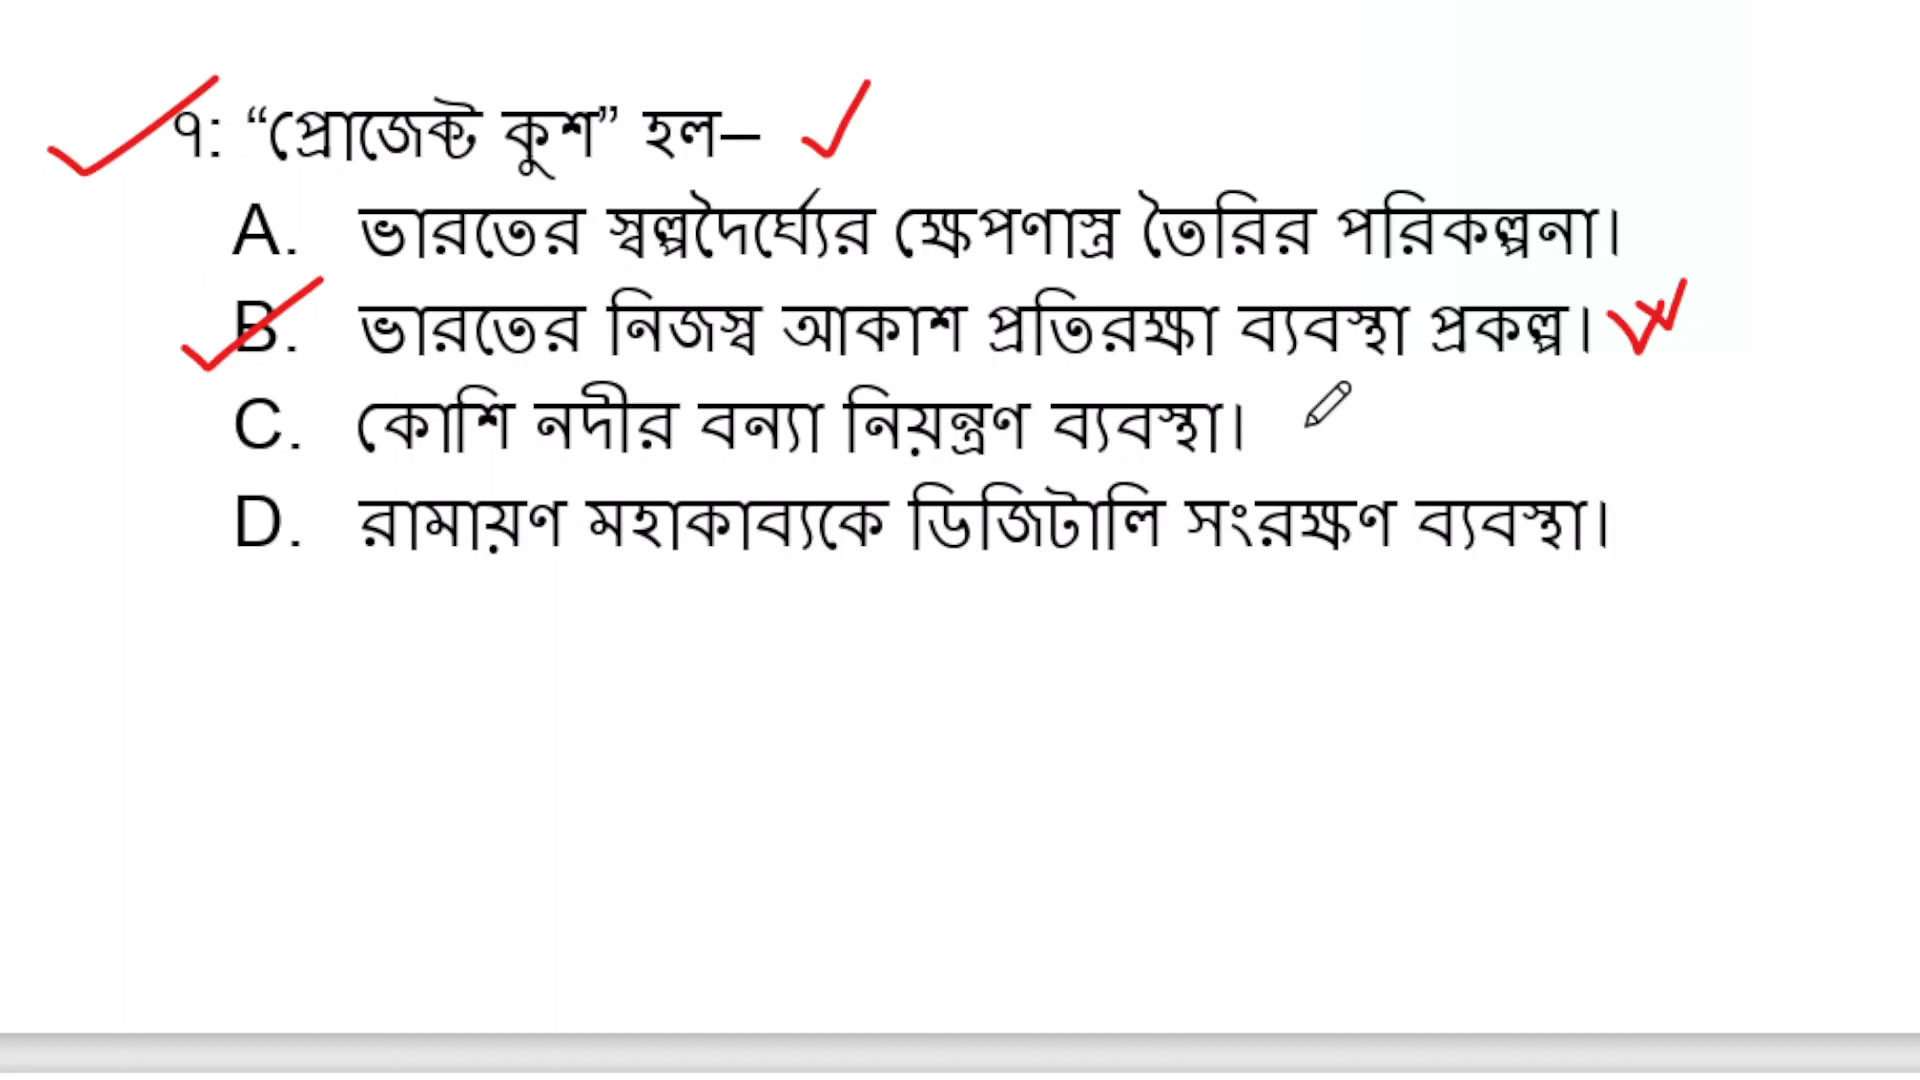 ৭: “প্রোজেক্ট কুশ” হল–
A. ভারতের স্বল্পদৈর্ঘ্যের ক্ষেপণাস্ত্র তৈরির পরিকল্পনা।
B. ভারতের নিজস্ব আকাশ প্রতিরক্ষা ব্যবস্থা প্রকল্প।
C. কোশি নদীর বন্যা নিয়ন্ত্রণ ব্যবস্থা।
D. রামায়ণ মহাকাব্যকে ডিজিটালি সংরক্ষণ ব্যবস্থা।